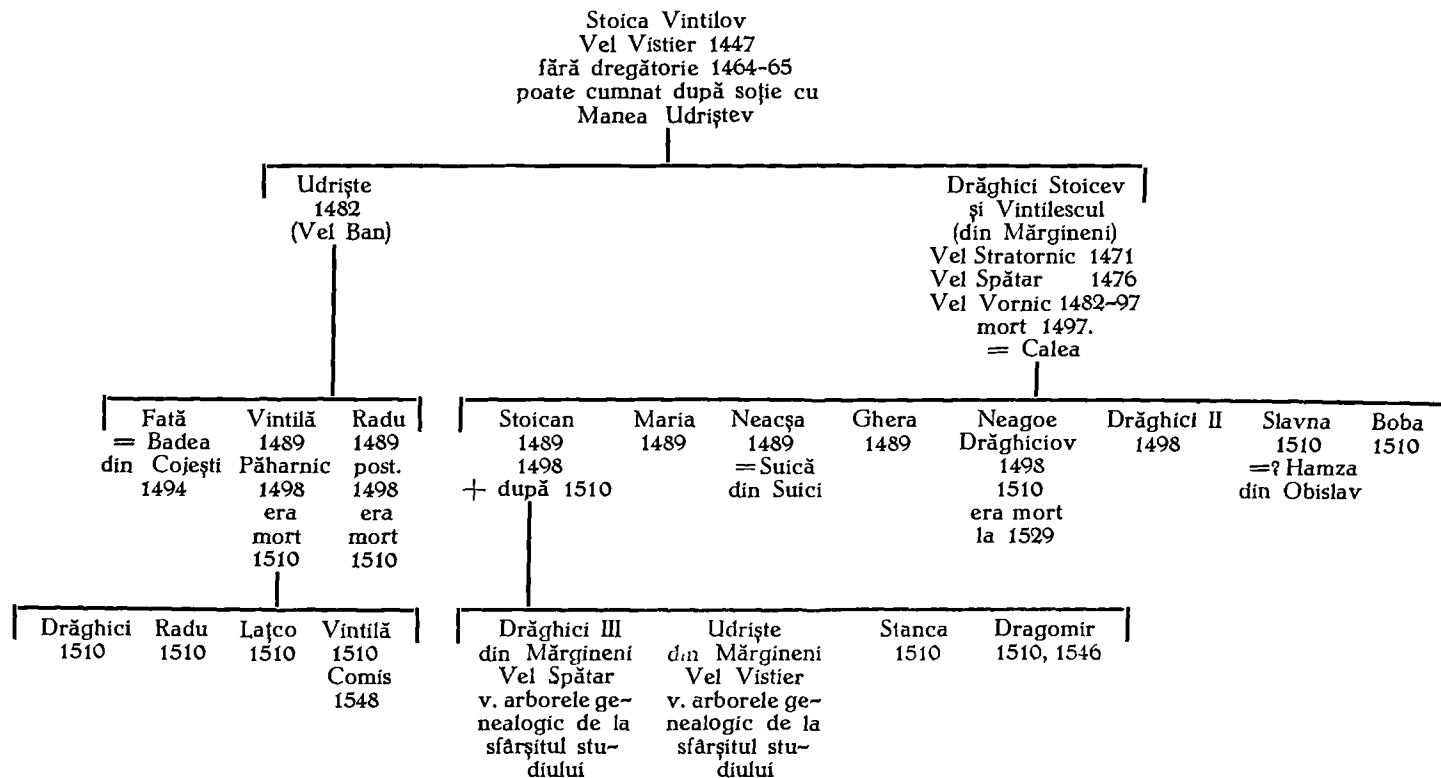 Stoica Vintilov
Vel Vistier 1447
fără dregătorie 1464-65
poate cumnat după soție cu
Manea Udriștev
Udriște
1482
(Vel Ban)
Drăghici Stoicev
și Vintilescul
(din Mărgineni)
Vel Stratornic 1471
Vel Spătar 1476
Vel Vornic 1482-97
mort 1497.
= Calea
Fată
= Badea
din Cojești
1494
Vintilă
1489
Păharnic
1498
era
mort
1510
Radu
1489
post.
1498
era
mort
1510
Stoican
1489
1498
+ după 1510
Maria
1489
Neacșa
1489
=Suică
din Suici
Ghera
1489
Neagoe
Drăghiciov
1498
1510
era mort
la 1529
Drăghici II
1498
Slavna
1510
=? Hamza
din Obislav
Boba
1510
Drăghici
1510
Radu
1510
Lațco
1510
Vintilă
1510
Comis
1548
Drăghici III
din Mărgineni
Vel Spătar
v. arborele ge-
nealogic de la
sfârșitul stu-
diului
Udriște
din Mărgineni
Vel Vistier
v. arborele ge-
nealogic de la
sfârșitul stu-
diului
Stanca
1510
Dragomir
1510, 1546